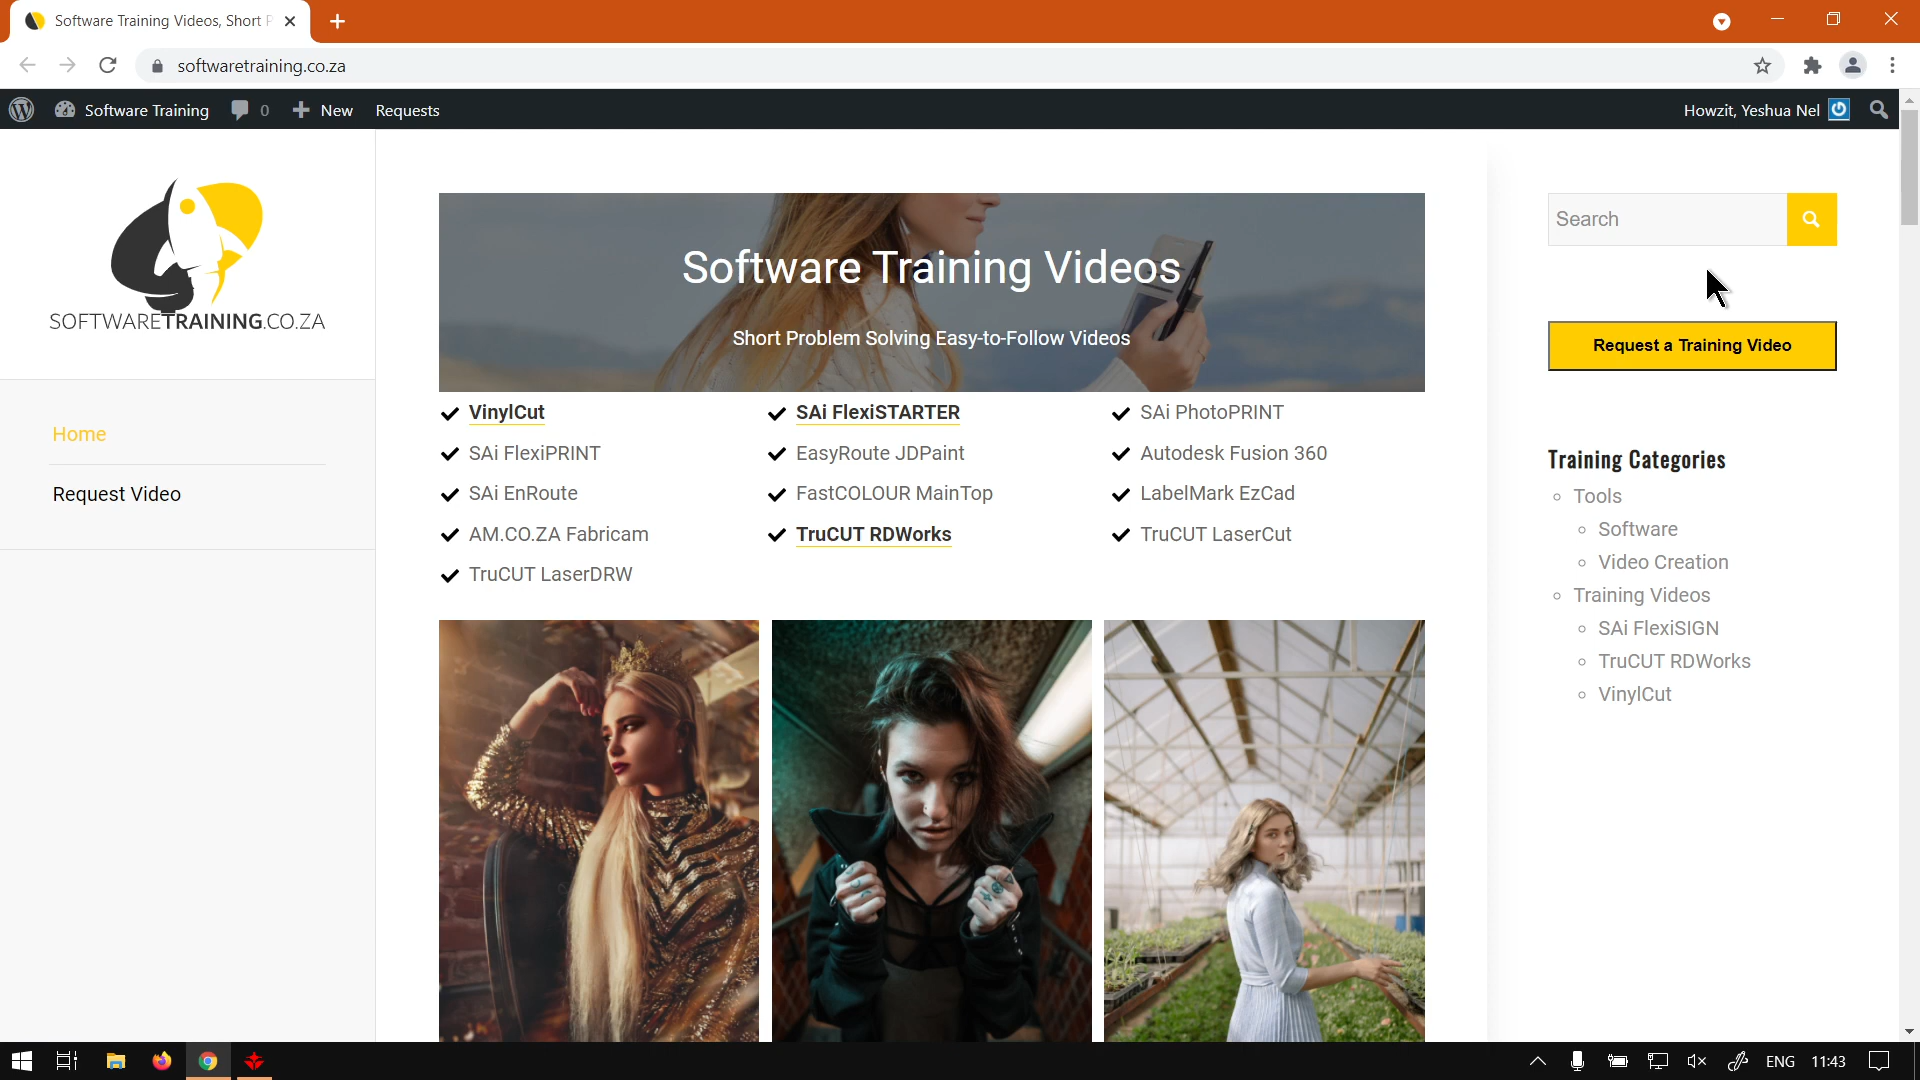 Software Training Videos, Short P
softwaretraining.co.za
Software Training 0 New Requests
Howzit, Yeshua Nel
SOFTWARETRAINING.CO.ZA
Home
Request Video
Software Training Videos
Short Problem Solving Easy-to-Follow Videos
VinylCut SAi FlexiSTARTER SAi PhotoPRINT
SAi FlexiPRINT EasyRoute JDPaint Autodesk Fusion 360
SAi EnRoute FastCOLOUR MainTop LabelMark EzCad
AM.CO.ZA Fabricam TruCUT RDWorks TruCUT LaserCut
TruCUT LaserDRW
Search
Request a Training Video
Training Categories
Tools
Software
Video Creation
Training Videos
SAi FlexiSIGN
TruCUT RDWorks
VinylCut
ENG 11:43